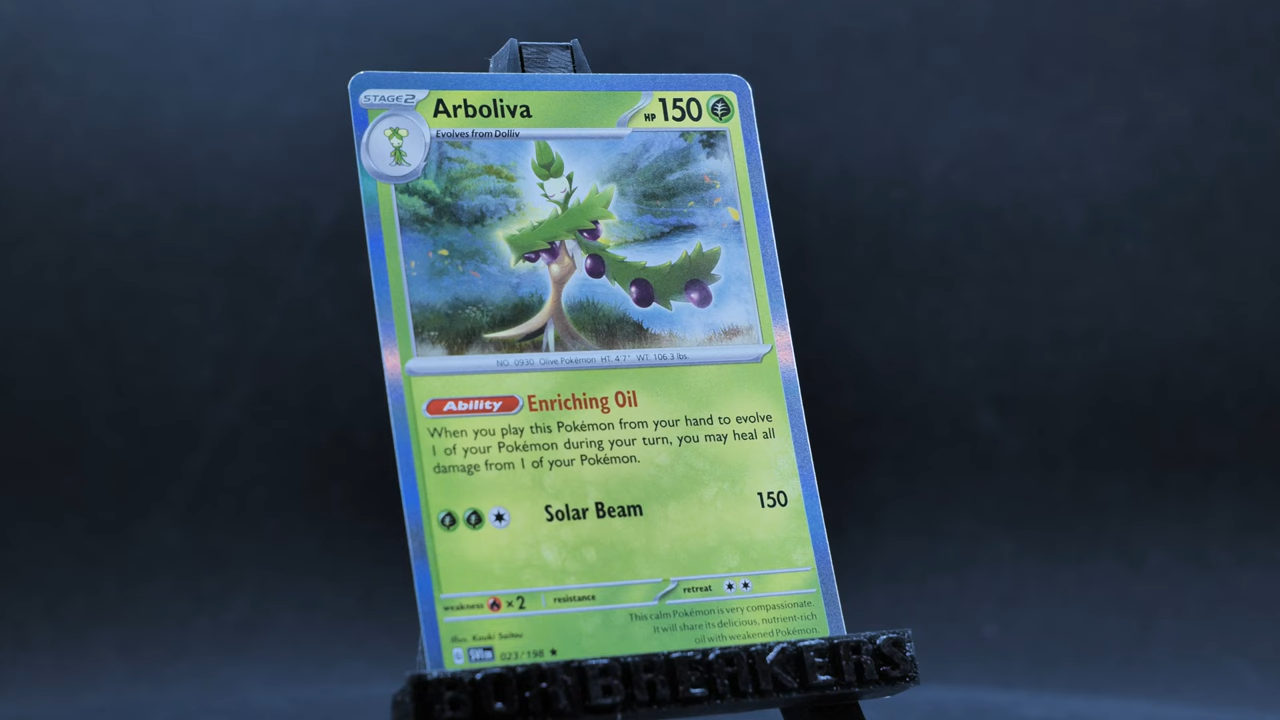 STAGE2 Arboliva HP 150
Evolves from Dolliv
NO. 0930 Olive Pokémon HT: 4'7" WT: 106.3 lbs.
Ability Enriching Oil
When you play this Pokémon from your hand to evolve
1 of your Pokémon during your turn, you may heal all
damage from 1 of your Pokémon.
Solar Beam 150
weakness ×2 resistance retreat
This calm Pokémon is very compassionate.
It will share its delicious, nutrient-rich
oil with weakened Pokémon.
Illus. Kouki Saitou
G SVI EN 023/198 ★
BOXBREAKERS